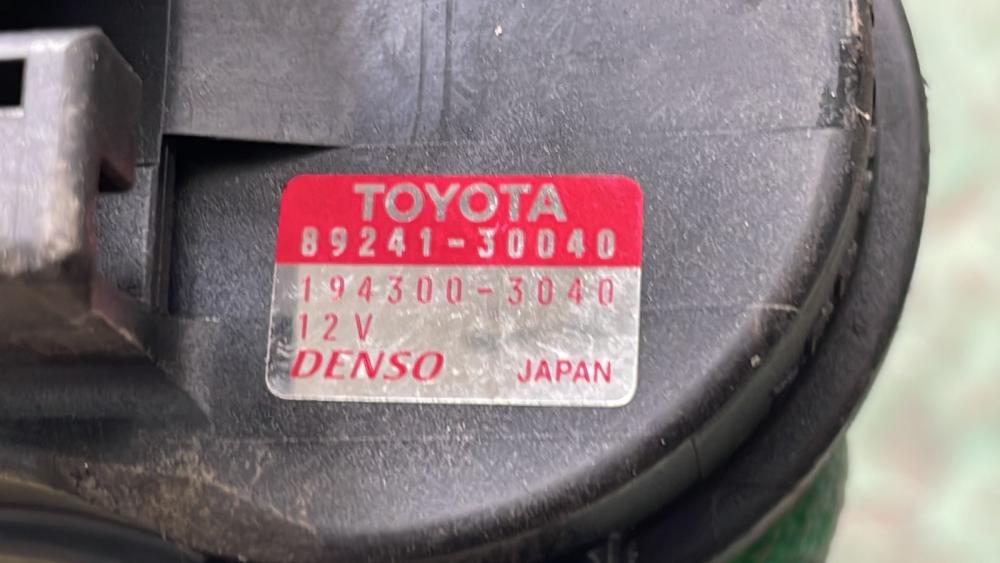 TOYOTA
89241-30040
194300-3040
12V
DENSO JAPAN